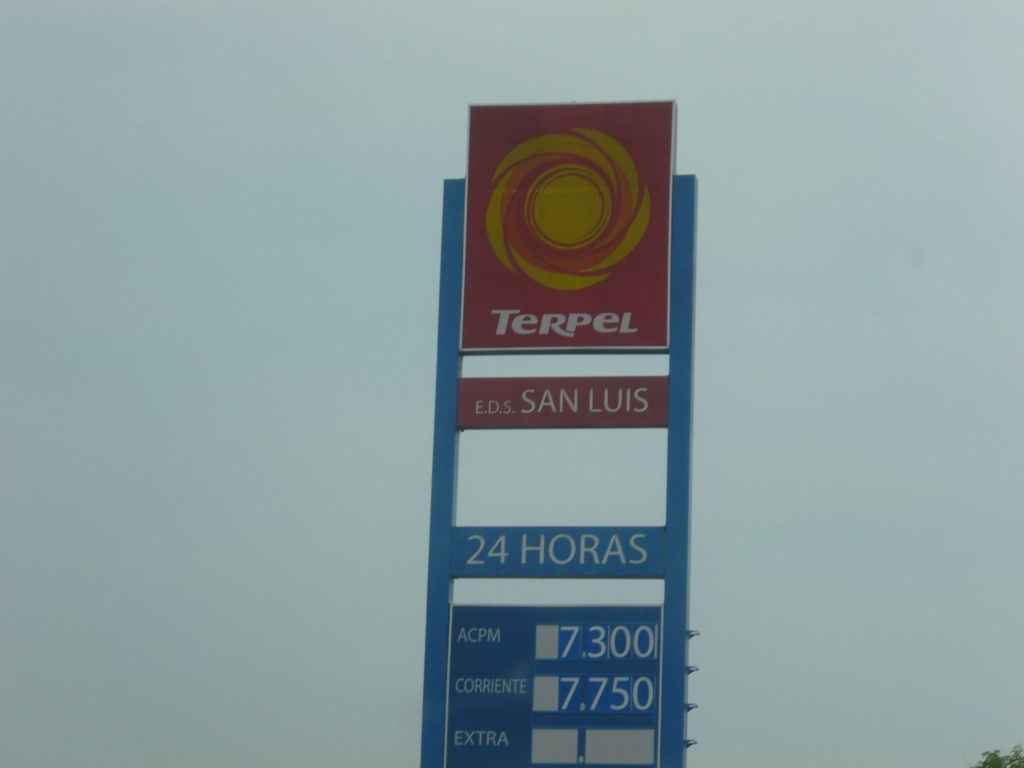 TERPEL
E.D.S. SAN LUIS
24 HORAS
ACPM 7.300
CORRIENTE 7.750
EXTRA .